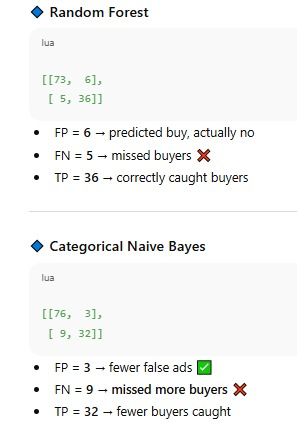 🔷 Random Forest
lua
[[73,  6],
 [ 5, 36]]
• FP = 6 → predicted buy, actually no
• FN = 5 → missed buyers ❌
• TP = 36 → correctly caught buyers
🔷 Categorical Naive Bayes
lua
[[76,  3],
 [ 9, 32]]
• FP = 3 → fewer false ads ✅
• FN = 9 → missed more buyers ❌
• TP = 32 → fewer buyers caught